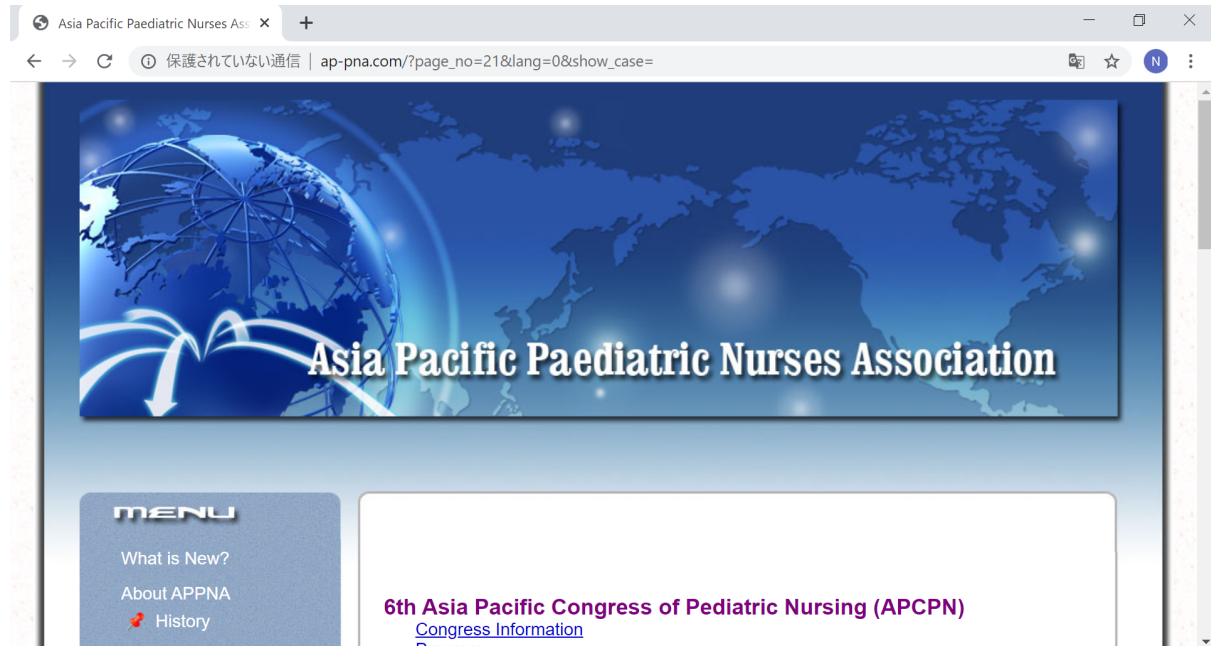 Asia Pacific Paediatric Nurses Ass
保護されていない通信 | ap-pna.com/?page_no=21&lang=0&show_case=
N
Asia Pacific Paediatric Nurses Association
MENU
What is New?
About APPNA
History
6th Asia Pacific Congress of Pediatric Nursing (APCPN)
Congress Information